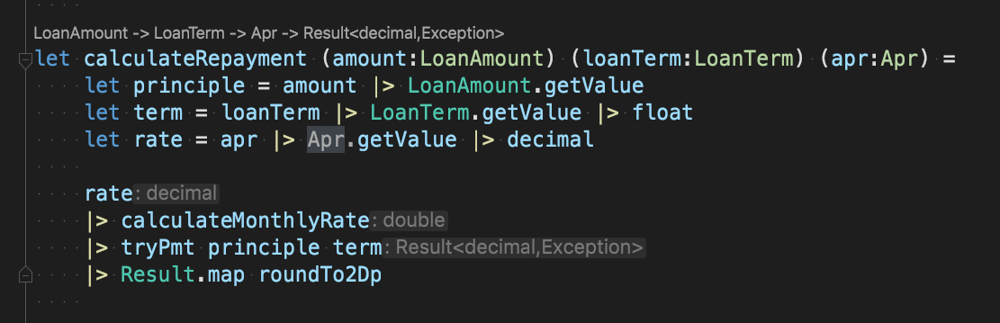 LoanAmount -> LoanTerm -> Apr -> Result<decimal,Exception>
let calculateRepayment (amount:LoanAmount) (loanTerm:LoanTerm) (apr:Apr) =
let principle = amount |> LoanAmount.getValue
let term = loanTerm |> LoanTerm.getValue |> float
let rate = apr |> Apr.getValue |> decimal
rate: decimal
|> calculateMonthlyRate: double
|> tryPmt principle term: Result<decimal,Exception>
|> Result.map roundTo2Dp